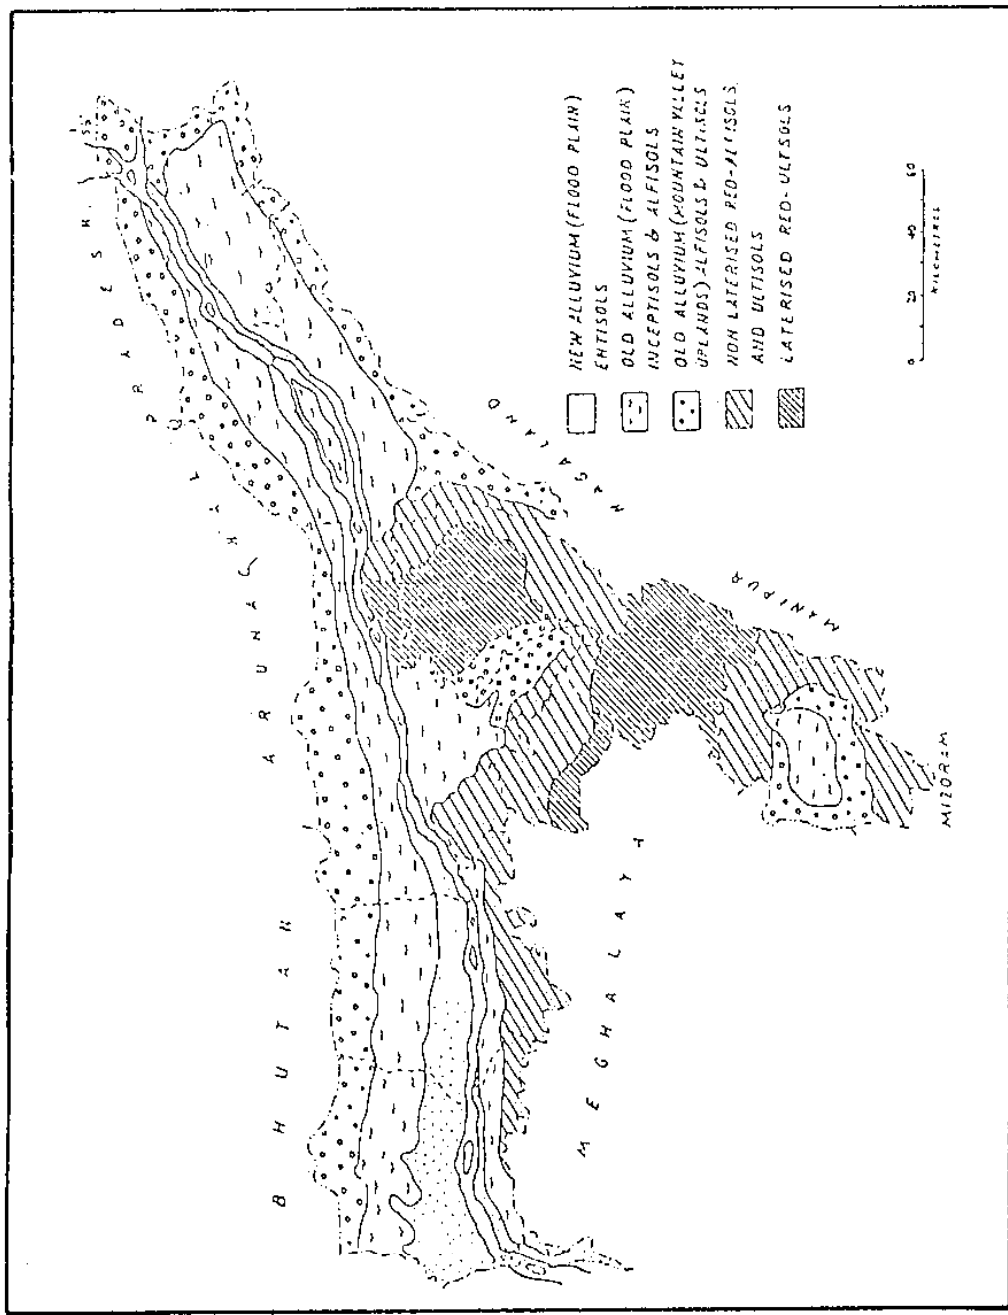 BHUTAN
ARUNACHAL PRADESH
NAGALAND
MANIPUR
MIZORAM
MEGHALAYA
NEW ALLUVIUM (FLOOD PLAIN)
ENTISOLS
OLD ALLUVIUM (FLOOD PLAIN)
INCEPTISOLS & ALFISOLS
OLD ALLUVIUM (MOUNTAIN VALLEY
UPLANDS) ALFISOLS & ULTISOLS
NON LATERISED RED-ALFISOLS
AND ULTISOLS
LATERISED RED-ULTSOLS
0 20 40 60
KILOMETRES